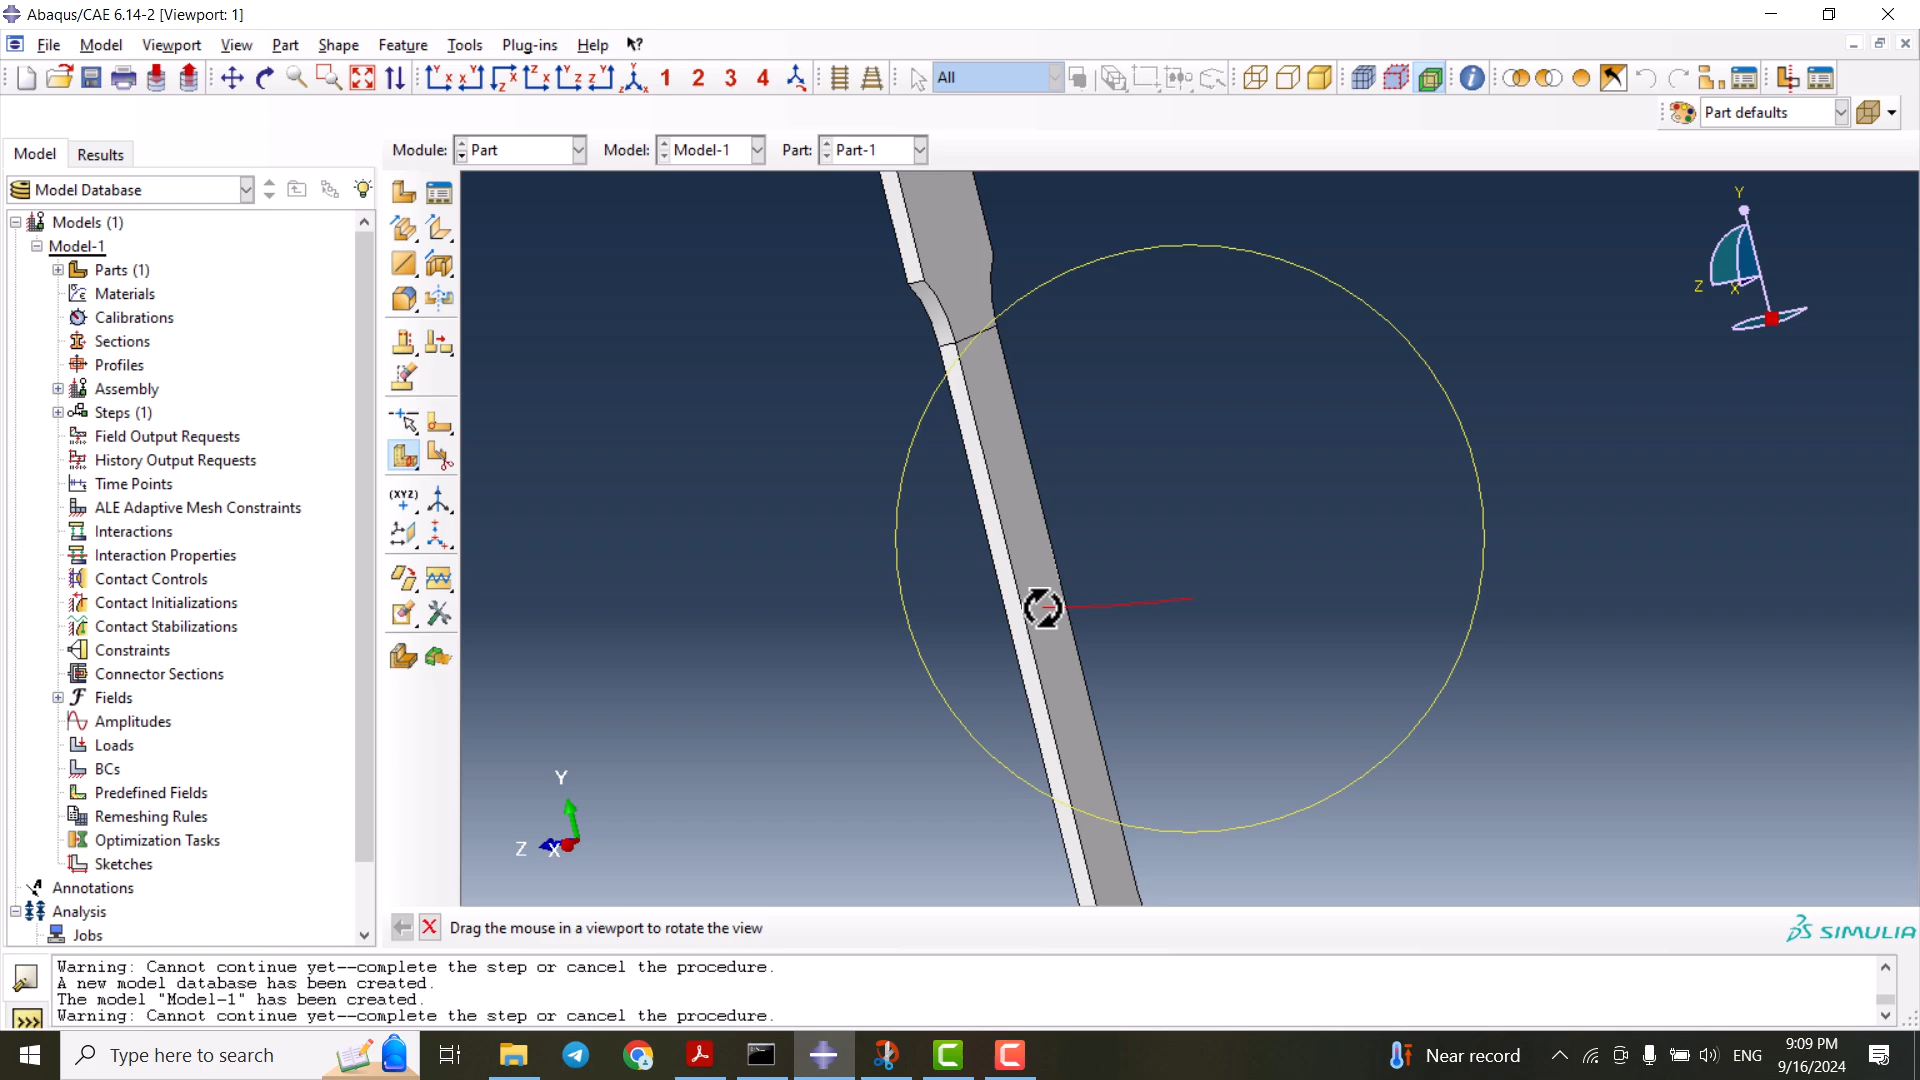 Abaqus/CAE 6.14-2 [Viewport: 1]
File Model Viewport View Part Shape Feature Tools Plug-ins Help
1 2 3 4 All
Part defaults
Model Results Module: Part Model: Model-1 Part: Part-1
Model Database
Models (1)
Model-1
Parts (1)
Materials
Calibrations
Sections
Profiles
Assembly
Steps (1)
Field Output Requests
History Output Requests
Time Points
ALE Adaptive Mesh Constraints
Interactions
Interaction Properties
Contact Controls
Contact Initializations
Contact Stabilizations
Constraints
Connector Sections
Fields
Amplitudes
Loads
BCs
Predefined Fields
Remeshing Rules
Optimization Tasks
Sketches
Annotations
Analysis
Jobs
(XYZ)
Y
Z X
Y
Z X
Drag the mouse in a viewport to rotate the view
SIMULIA
Warning: Cannot continue yet--complete the step or cancel the procedure.
A new model database has been created.
The model "Model-1" has been created.
Warning: Cannot continue yet--complete the step or cancel the procedure.
Type here to search
Near record
ENG
9:09 PM
9/16/2024